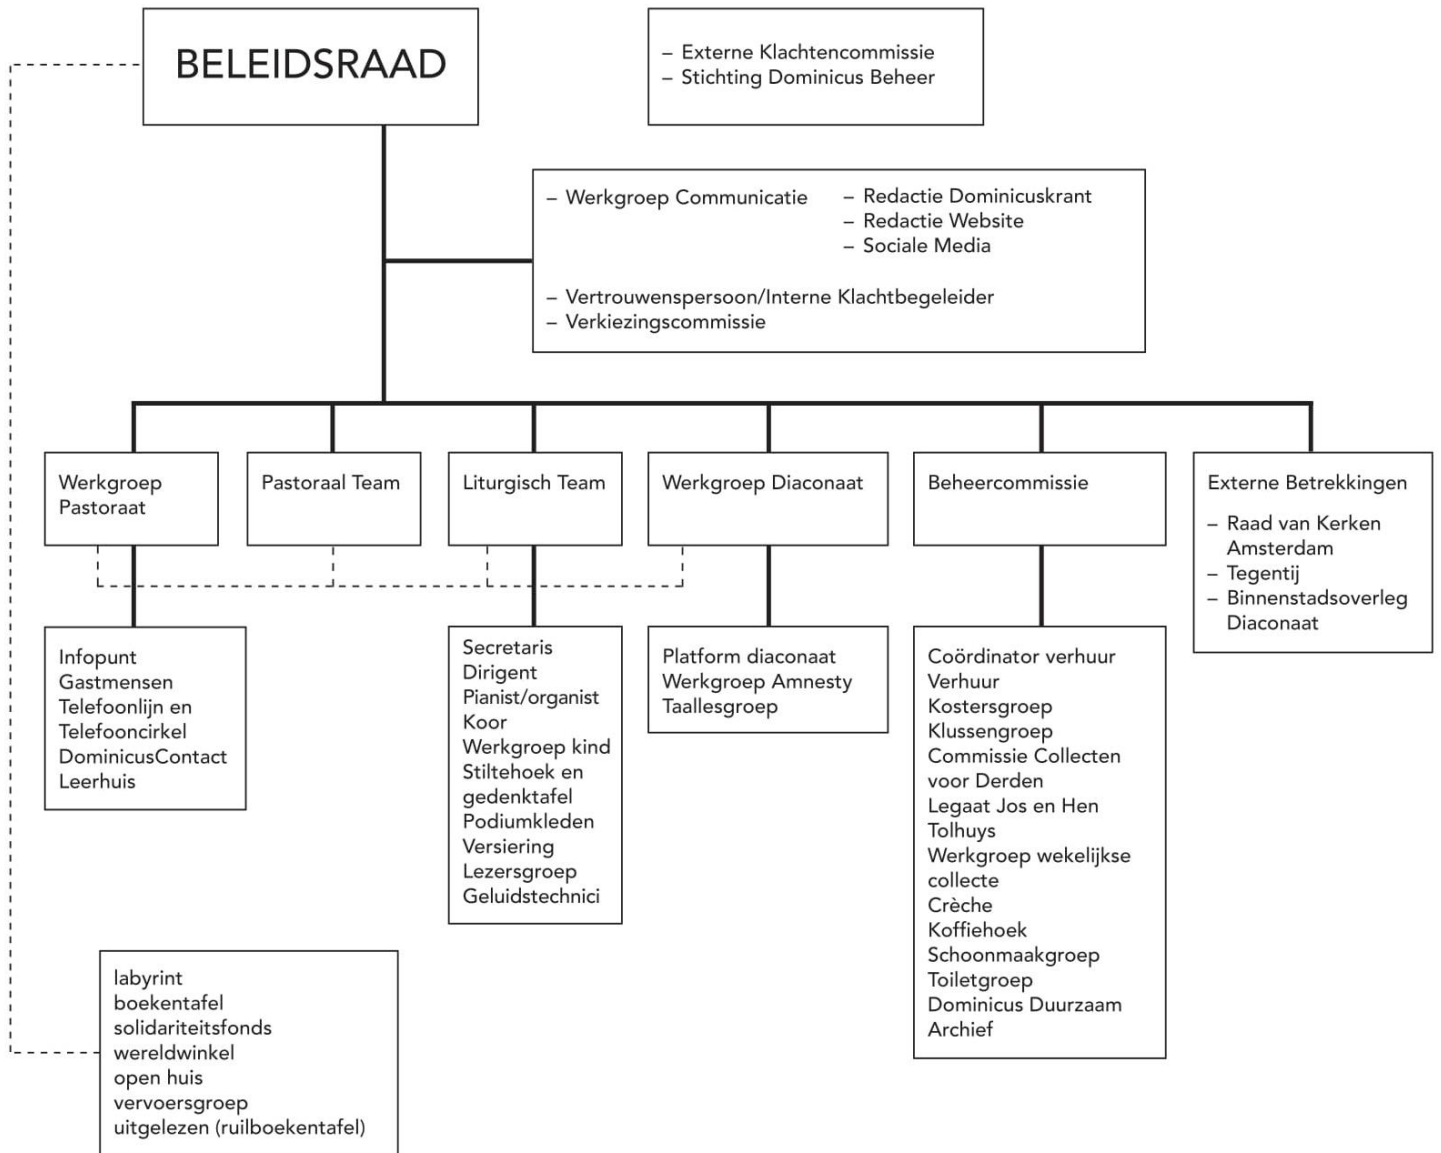 BELEIDSRAAD
– Externe Klachtencommissie
– Stichting Dominicus Beheer
– Werkgroep Communicatie
– Redactie Dominicuskrant
– Redactie Website
– Sociale Media
– Vertrouwenspersoon/Interne Klachtbegeleider
– Verkiezingscommissie
Werkgroep
Pastoraat
Pastoraal Team
Liturgisch Team
Werkgroep Diaconaat
Beheercommissie
Externe Betrekkingen
– Raad van Kerken
Amsterdam
– Tegentij
– Binnenstadsoverleg
Diaconaat
Infopunt
Gastmensen
Telefoonlijn en
Telefooncirkel
DominicusContact
Leerhuis
Secretaris
Dirigent
Pianist/organist
Koor
Werkgroep kind
Stiltehoek en
gedenktafel
Podiumkleden
Versiering
Lezersgroep
Geluidstechnici
Platform diaconaat
Werkgroep Amnesty
Taallesgroep
Coördinator verhuur
Verhuur
Kostersgroep
Klussengroep
Commissie Collecten
voor Derden
Legaat Jos en Hen
Tolhuys
Werkgroep wekelijkse
collecte
Crèche
Koffiehoek
Schoonmaakgroep
Toiletgroep
Dominicus Duurzaam
Archief
labyrint
boekentafel
solidariteitsfonds
wereldwinkel
open huis
vervoersgroep
uitgelezen (ruilboekentafel)